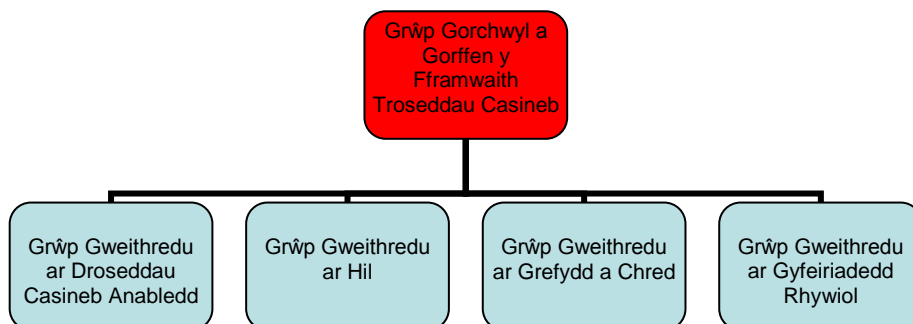 Grŵp Gorchwyl a
Gorffen y
Fframwaith
Troseddau Casineb
Grŵp Gweithredu
ar Droseddau
Casineb Anabledd
Grŵp Gweithredu
ar Hil
Grŵp Gweithredu
ar Grefydd a Chred
Grŵp Gweithredu
ar Gyfeiriadedd
Rhywiol